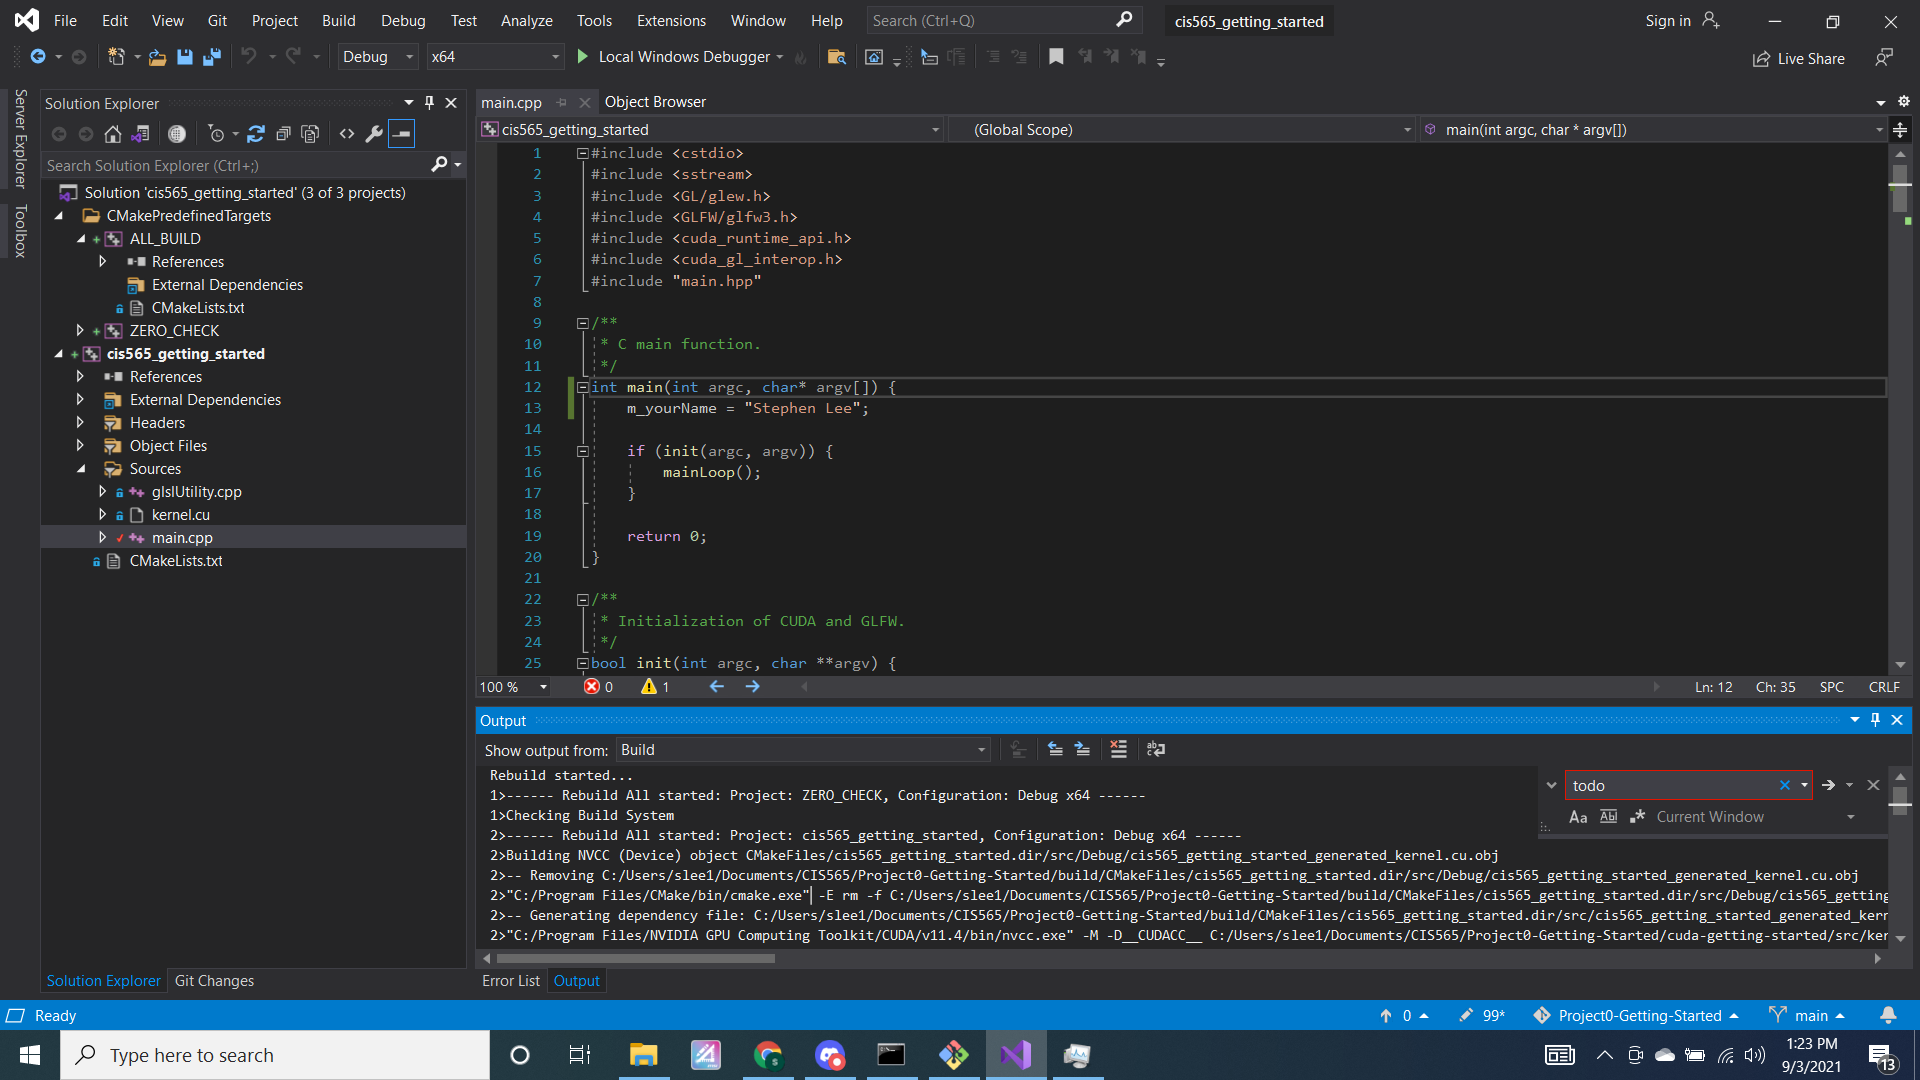 File Edit View Git Project Build Debug Test Analyze Tools Extensions Window Help Search (Ctrl+Q) cis565_getting_started Sign in
Debug x64 Local Windows Debugger Live Share
Server Explorer
Toolbox
Solution Explorer
Search Solution Explorer (Ctrl+;)
Solution 'cis565_getting_started' (3 of 3 projects)
CMakePredefinedTargets
ALL_BUILD
References
External Dependencies
CMakeLists.txt
ZERO_CHECK
cis565_getting_started
References
External Dependencies
Headers
Object Files
Sources
glslUtility.cpp
kernel.cu
main.cpp
CMakeLists.txt
Solution Explorer Git Changes
main.cpp Object Browser
cis565_getting_started (Global Scope) main(int argc, char * argv[])
1 #include <cstdio>
2 #include <sstream>
3 #include <GL/glew.h>
4 #include <GLFW/glfw3.h>
5 #include <cuda_runtime_api.h>
6 #include <cuda_gl_interop.h>
7 #include "main.hpp"
8
9 /**
10 * C main function.
11 */
12 int main(int argc, char* argv[]) {
13 m_yourName = "Stephen Lee";
14
15 if (init(argc, argv)) {
16 mainLoop();
17 }
18
19 return 0;
20 }
21
22 /**
23 * Initialization of CUDA and GLFW.
24 */
25 bool init(int argc, char **argv) {
100 % 0 1 Ln: 12 Ch: 35 SPC CRLF
Output
Show output from: Build
Rebuild started...
1>------ Rebuild All started: Project: ZERO_CHECK, Configuration: Debug x64 ------
1>Checking Build System
2>------ Rebuild All started: Project: cis565_getting_started, Configuration: Debug x64 ------
2>Building NVCC (Device) object CMakeFiles/cis565_getting_started.dir/src/Debug/cis565_getting_started_generated_kernel.cu.obj
2>-- Removing C:/Users/slee1/Documents/CIS565/Project0-Getting-Started/build/CMakeFiles/cis565_getting_started.dir/src/Debug/cis565_getting_started_generated_kernel.cu.obj
2>"C:/Program Files/CMake/bin/cmake.exe" -E rm -f C:/Users/slee1/Documents/CIS565/Project0-Getting-Started/build/CMakeFiles/cis565_getting_started.dir/src/Debug/cis565_getting
2>-- Generating dependency file: C:/Users/slee1/Documents/CIS565/Project0-Getting-Started/build/CMakeFiles/cis565_getting_started.dir/src/cis565_getting_started_generated_kern
2>"C:/Program Files/NVIDIA GPU Computing Toolkit/CUDA/v11.4/bin/nvcc.exe" -M -D__CUDACC__ C:/Users/slee1/Documents/CIS565/Project0-Getting-Started/cuda-getting-started/src/ker
todo
Aa Abl Current Window
Error List Output
Ready 0 99* Project0-Getting-Started main
Type here to search
1:23 PM
9/3/2021
13